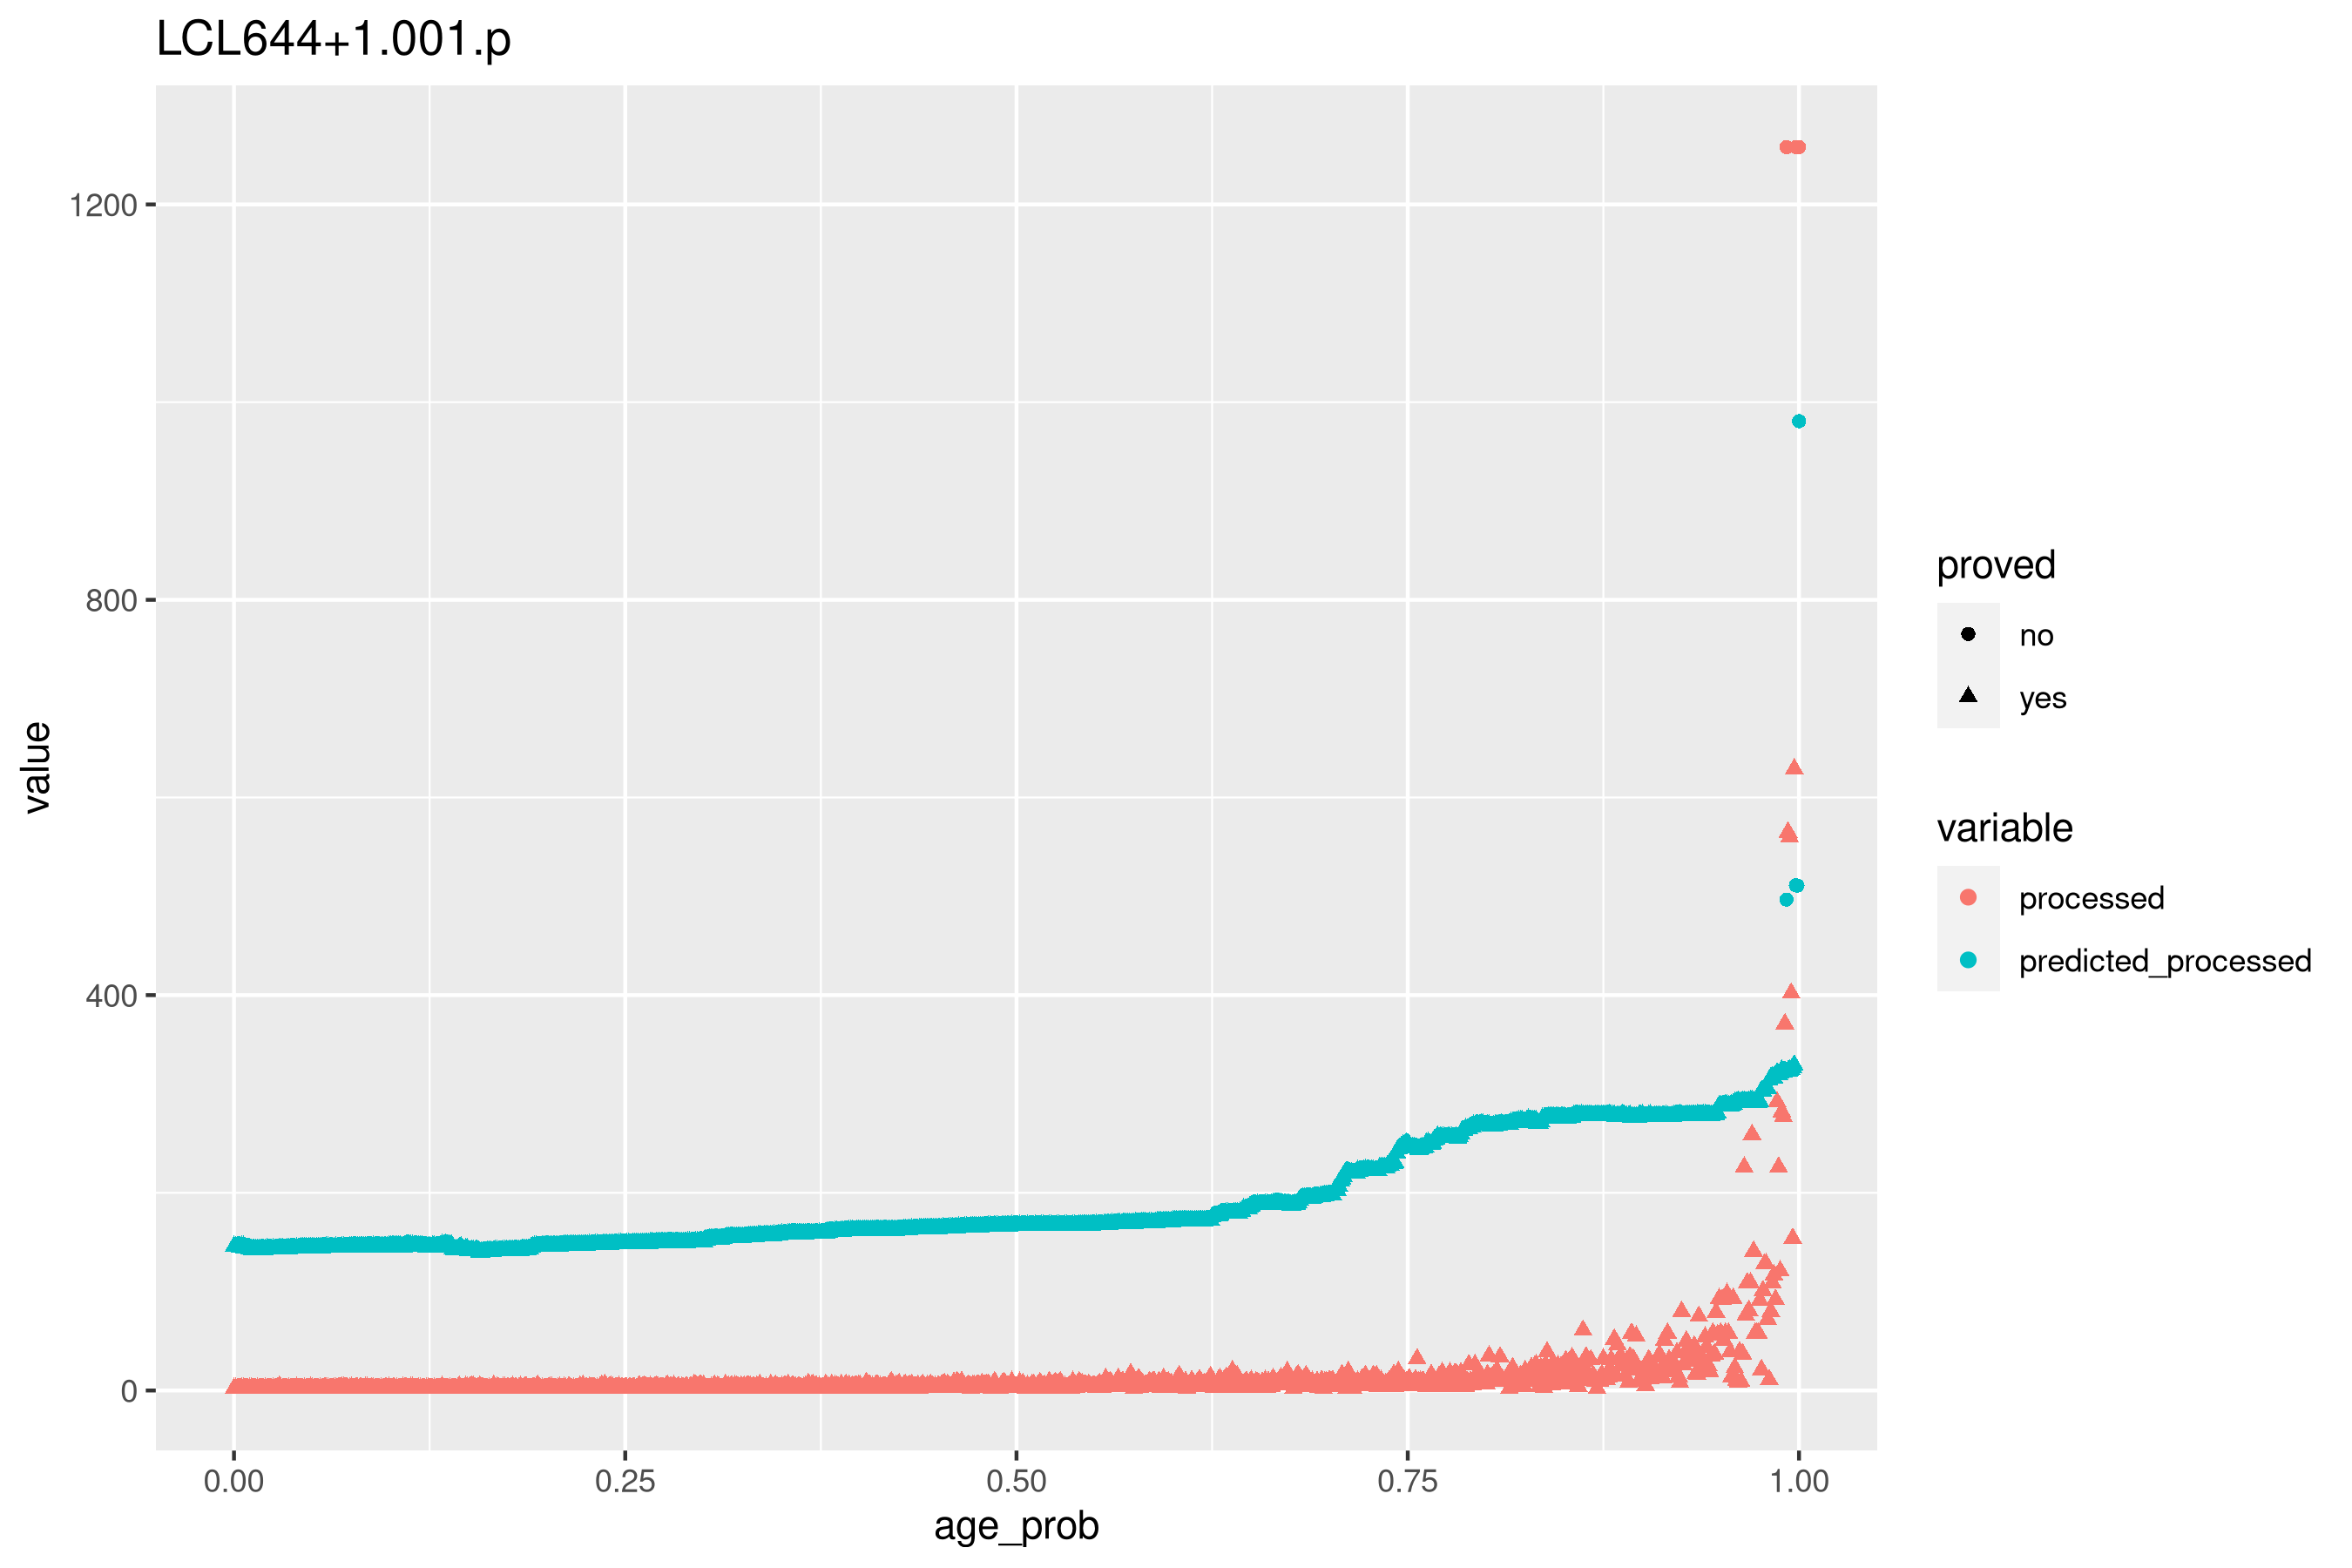 LCL644+1.001.p
1200
800
400
0
value
0.00
0.25
0.50
0.75
1.00
age_prob
proved
no
yes
variable
processed
predicted_processed